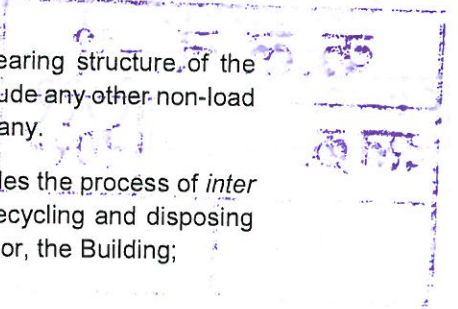 earing structure of the
ude any other non-load
any.
les the process of inter
ecycling and disposing
or, the Building;